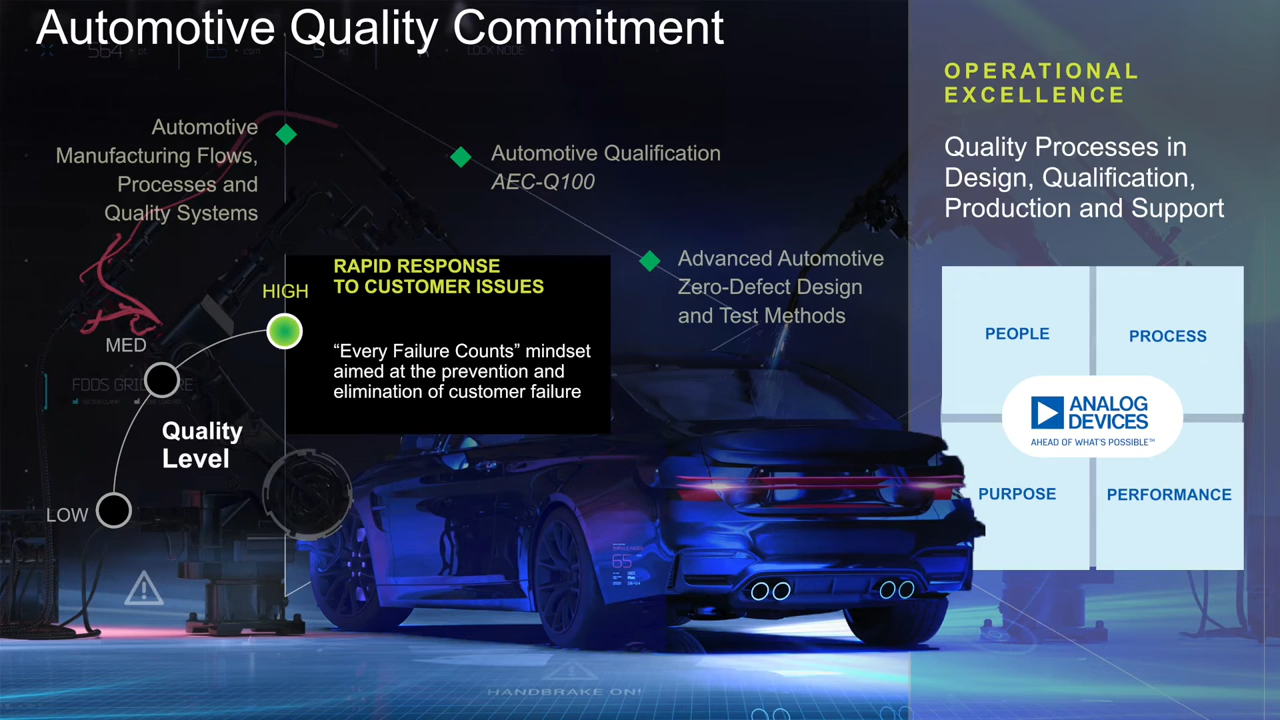 Automotive Quality Commitment
LOCK NODE
Automotive
Manufacturing Flows,
Processes and
Quality Systems
Automotive Qualification
AEC-Q100
Advanced Automotive
Zero-Defect Design
and Test Methods
RAPID RESPONSE
TO CUSTOMER ISSUES
“Every Failure Counts” mindset
aimed at the prevention and
elimination of customer failure
HIGH
MED
LOW
Quality
Level
65
HANDBRAKE ON!
OPERATIONAL
EXCELLENCE
Quality Processes in
Design, Qualification,
Production and Support
PEOPLE
PROCESS
ANALOG
DEVICES
AHEAD OF WHAT'S POSSIBLE™
PURPOSE
PERFORMANCE